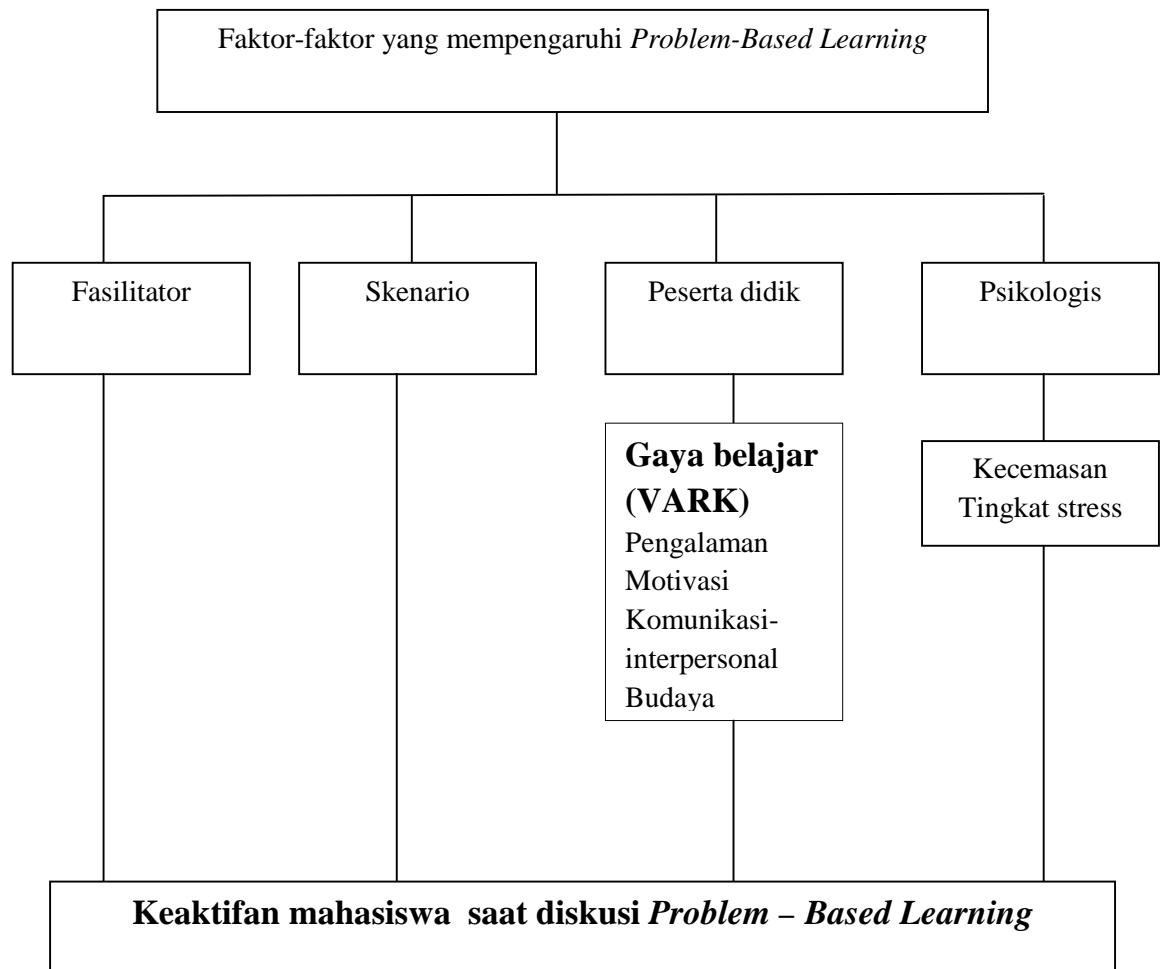 Faktor-faktor yang mempengaruhi Problem-Based Learning
Fasilitator
Skenario
Peserta didik
Psikologis
Gaya belajar
(VARK)
Pengalaman
Motivasi
Komunikasi-
interpersonal
Budaya
Kecemasan
Tingkat stress
Keaktifan mahasiswa saat diskusi Problem – Based Learning